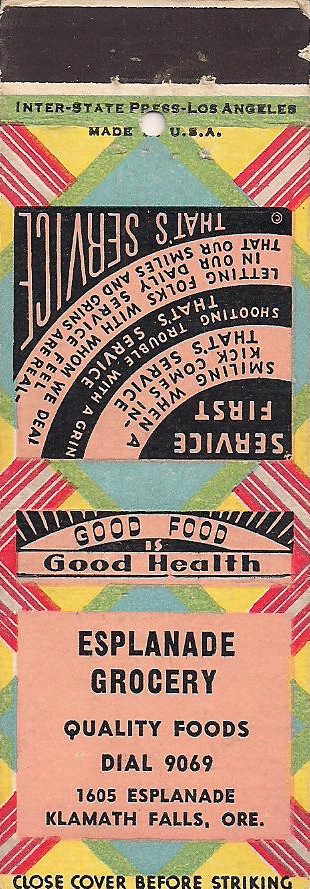 INTER-STATE PRESS-LOS ANGELES
MADE U.S.A.
SERVICE FIRST
WHEN A
KICK COMES IN-
SMILING
THAT'S SERVICE
SHOOTING TROUBLE WITH A GRIN
THAT'S SERVICE
LETTING FOLKS WITH WHOM WE DEAL
IN OUR DAILY SERVICE FEEL
THAT OUR SMILES AND GRINS ARE REAL-
THAT'S SERVICE
©
GOOD FOOD
IS
Good Health
ESPLANADE
GROCERY
QUALITY FOODS
DIAL 9069
1605 ESPLANADE
KLAMATH FALLS, ORE.
CLOSE COVER BEFORE STRIKING